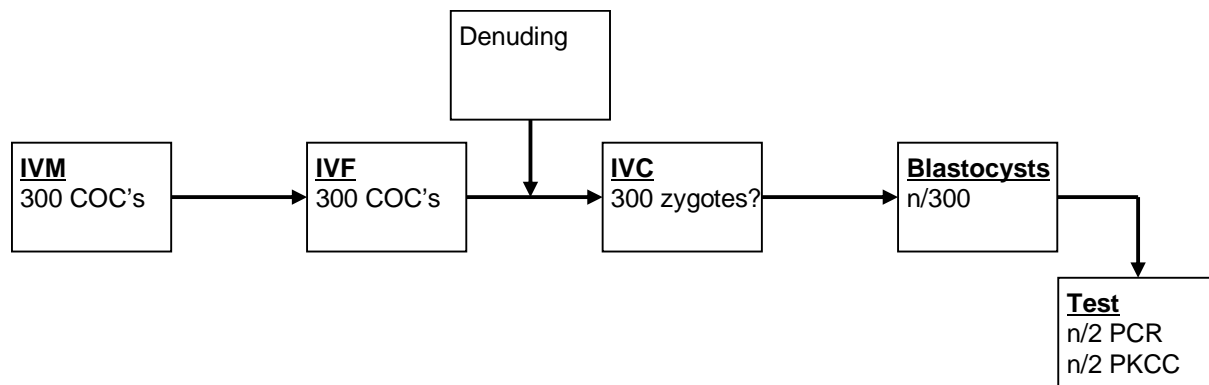 Denuding
IVM
300 COC's
IVF
300 COC's
IVC
300 zygotes?
Blastocysts
n/300
Test
n/2 PCR
n/2 PKCC